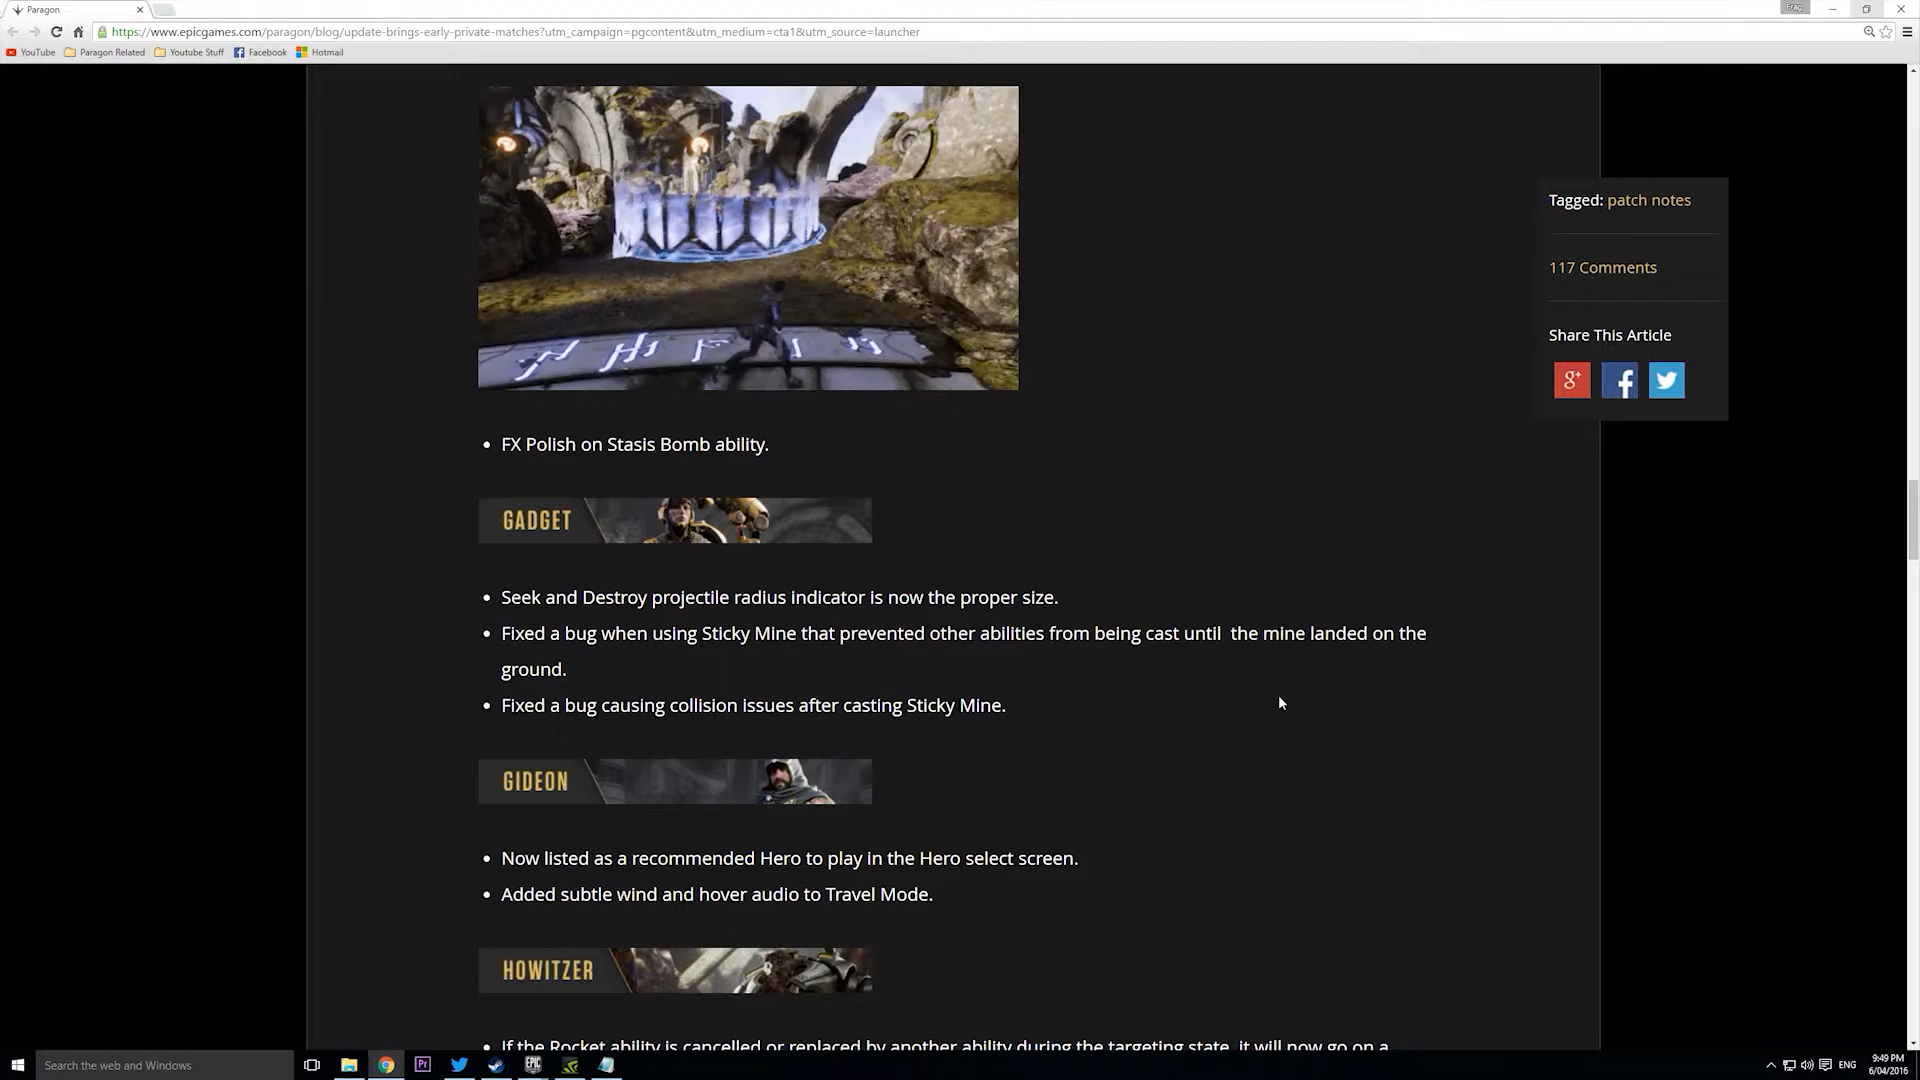 Paragon
Frag
https://www.epicgames.com/paragon/blog/update-brings-early-private-matches?utm_campaign=pgcontent&utm_medium=cta1&utm_source=launcher
YouTube Paragon Related Youtube Stuff Facebook Hotmail
Tagged: patch notes
117 Comments
Share This Article
g+ f
• FX Polish on Stasis Bomb ability.
GADGET
• Seek and Destroy projectile radius indicator is now the proper size.
• Fixed a bug when using Sticky Mine that prevented other abilities from being cast until  the mine landed on the
ground.
• Fixed a bug causing collision issues after casting Sticky Mine.
GIDEON
• Now listed as a recommended Hero to play in the Hero select screen.
• Added subtle wind and hover audio to Travel Mode.
HOWITZER
• If the Rocket ability is cancelled or replaced by another ability during the targeting state, it will now go on a
Search the web and Windows
Pr
EPIC
ENG
9:49 PM
6/04/2016